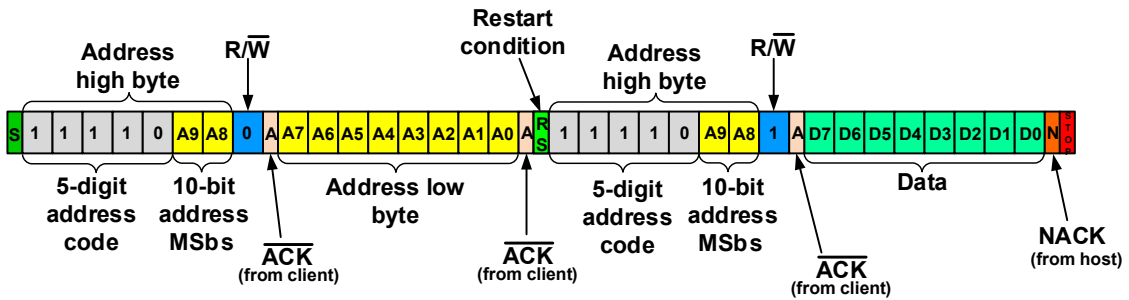 Restart
condition
Address
high byte
R/W̅
Address
high byte
R/W̅
S 1 1 1 1 0 A9 A8 0 A A7 A6 A5 A4 A3 A2 A1 A0 A RS 1 1 1 1 0 A9 A8 1 A D7 D6 D5 D4 D3 D2 D1 D0 N STOP
5-digit
address
code
10-bit
address
MSbs
Address low
byte
5-digit
address
code
10-bit
address
MSbs
Data
A̅C̅K̅
(from client)
A̅C̅K̅
(from client)
A̅C̅K̅
(from client)
NACK
(from host)